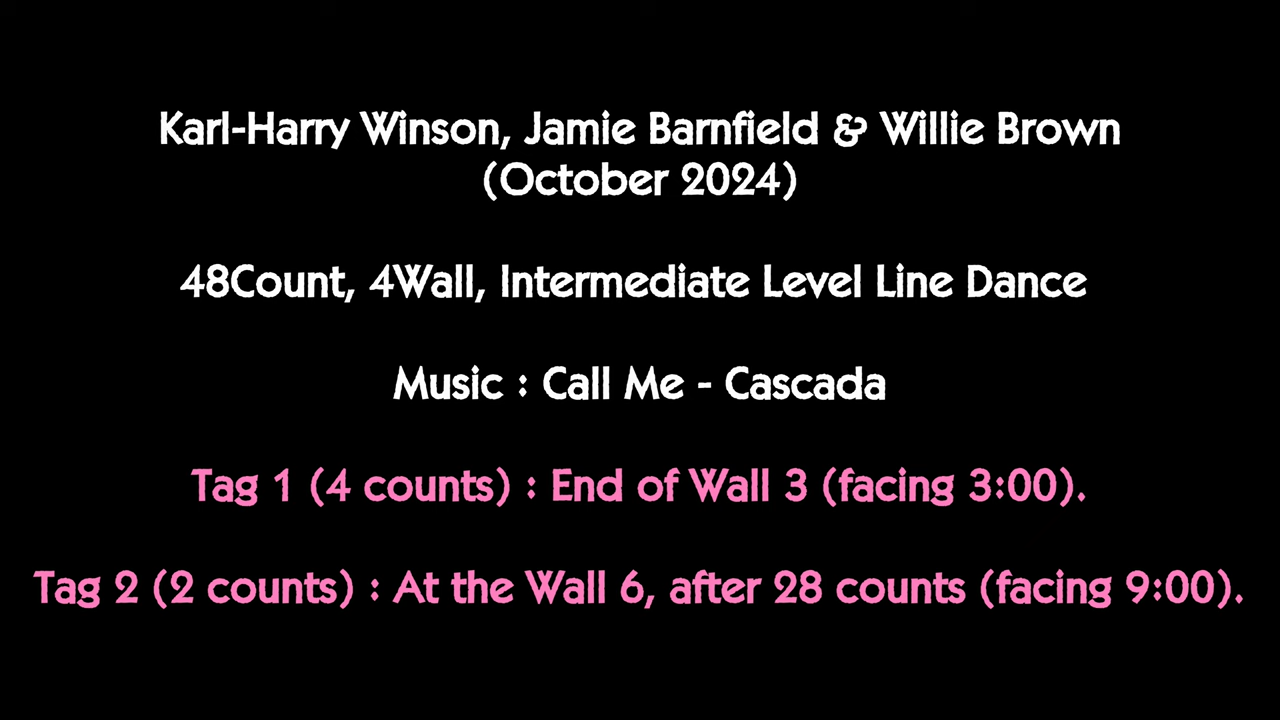 Karl-Harry Winson, Jamie Barnfield & Willie Brown
(October 2024)
48Count, 4Wall, Intermediate Level Line Dance
Music : Call Me - Cascada
Tag 1 (4 counts) : End of Wall 3 (facing 3:00).
Tag 2 (2 counts) : At the Wall 6, after 28 counts (facing 9:00).